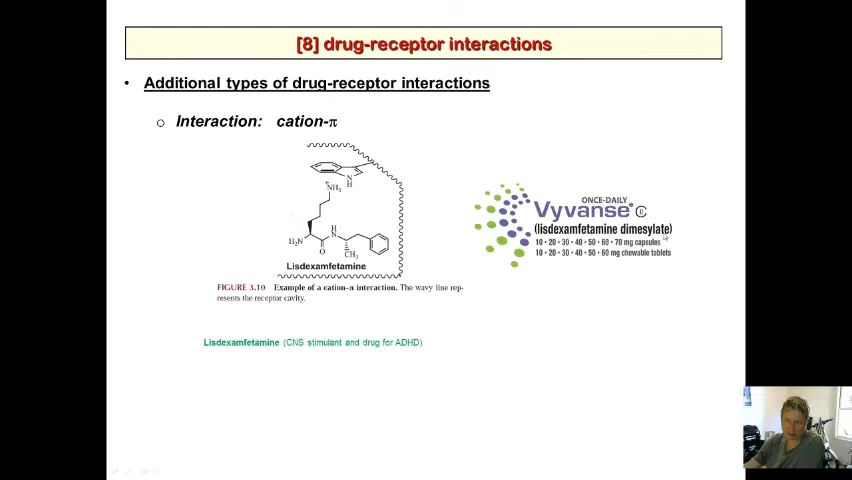 [8] drug-receptor interactions
• Additional types of drug-receptor interactions
o Interaction: cation-π
N
H
+
NH3
H2N
O
H
N
CH3
Lisdexamfetamine
FIGURE 3.10 Example of a cation–π interaction. The wavy line rep-
resents the receptor cavity.
ONCE-DAILY
Vyvanse® CII
(lisdexamfetamine dimesylate)
10 • 20 • 30 • 40 • 50 • 60 • 70 mg capsules
10 • 20 • 30 • 40 • 50 • 60 mg chewable tablets
Lisdexamfetamine (CNS stimulant and drug for ADHD)